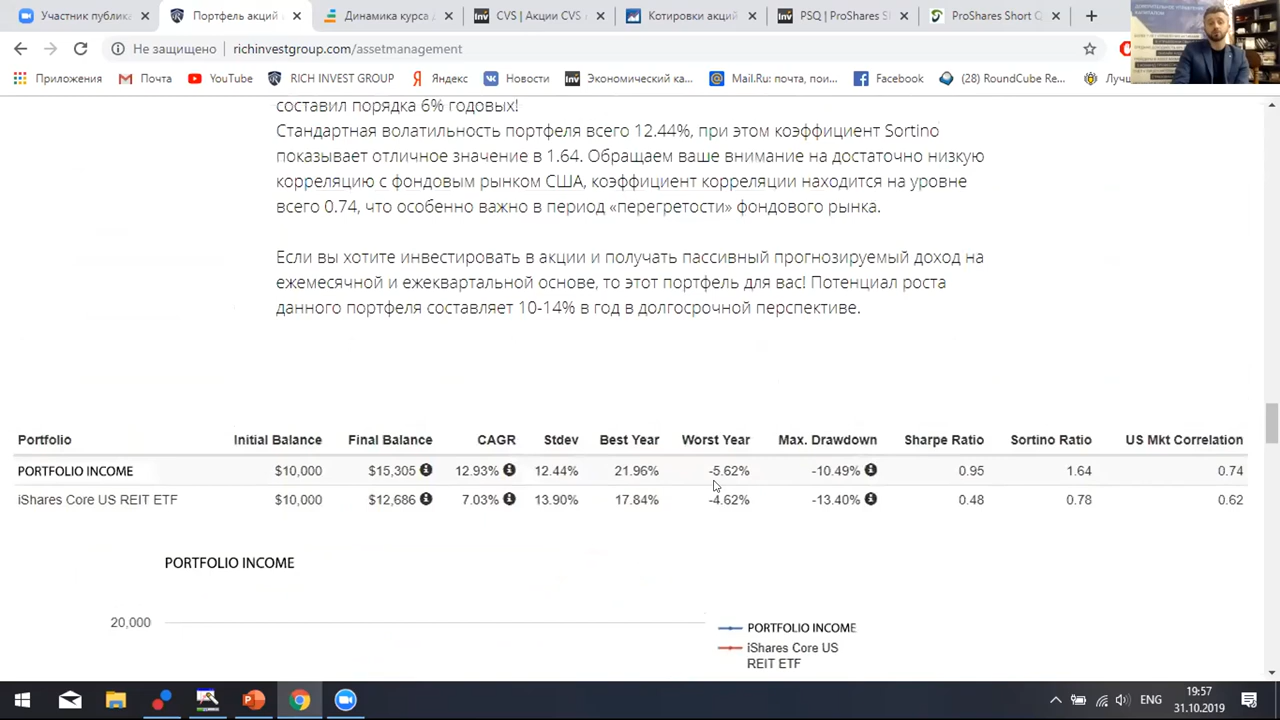 Участник публика
Портфель акций
Динамика курса
CVS | Акции CVS
Котировки акций
PSQ | ProShares
ProShares Short Q
Не защищено
richinvestgroup.com/assetmanagement
Приложения
Почта
YouTube
RICH INVESTGROUP
Новости
Экономический ка...
Mail.Ru: почта, пои...
Facebook
(28) RoundCube Re...
составил порядка 6% годовых!
Стандартная волатильность портфеля всего 12.44%, при этом коэффициент Sortino
показывает отличное значение в 1.64. Обращаем ваше внимание на достаточно низкую
корреляцию с фондовым рынком США, коэффициент корреляции находится на уровне
всего 0.74, что особенно важно в период «перегретости» фондового рынка.
Если вы хотите инвестировать в акции и получать пассивный прогнозируемый доход на
ежемесячной и ежеквартальной основе, то этот портфель для вас! Потенциал роста
данного портфеля составляет 10-14% в год в долгосрочной перспективе.
Portfolio Initial Balance Final Balance CAGR Stdev Best Year Worst Year Max. Drawdown Sharpe Ratio Sortino Ratio US Mkt Correlation
PORTFOLIO INCOME $10,000 $15,305 12.93% 12.44% 21.96% -5.62% -10.49% 0.95 1.64 0.74
iShares Core US REIT ETF $10,000 $12,686 7.03% 13.90% 17.84% -4.62% -13.40% 0.48 0.78 0.62
PORTFOLIO INCOME
20,000
PORTFOLIO INCOME
iShares Core US
REIT ETF
ENG
19:57
31.10.2019